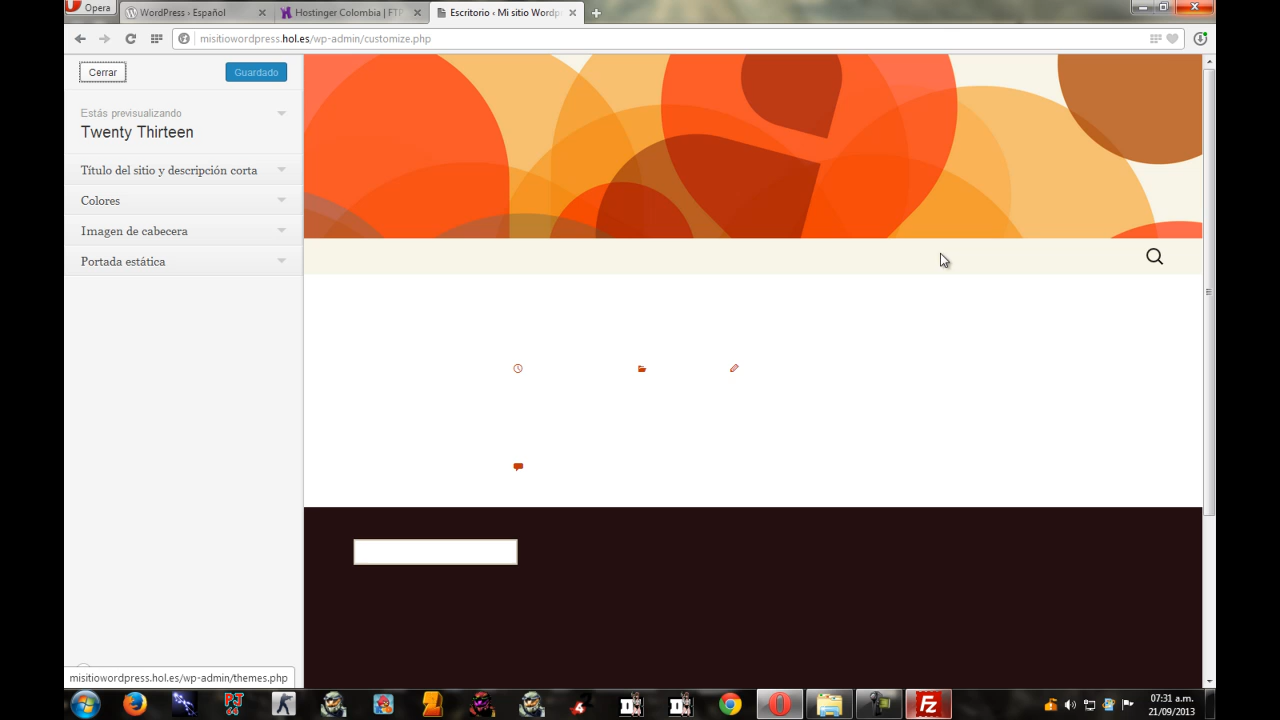 Opera
WordPress › Español
Hostinger Colombia | FTP
Escritorio ‹ Mi sitio Wordp
misitiowordpress.hol.es/wp-admin/customize.php
Cerrar
Guardado
Estás previsualizando
Twenty Thirteen
Título del sitio y descripción corta
Colores
Imagen de cabecera
Portada estática
misitiowordpress.hol.es/wp-admin/themes.php
07:31 a.m.
21/09/2013